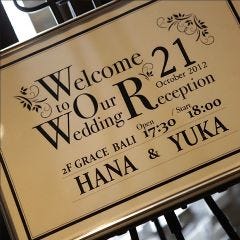 Welcome
to Our
Wedding Reception
21
October 2012
2F GRACE BALI Open 17:30 / Start 18:00
HANA & YUKA